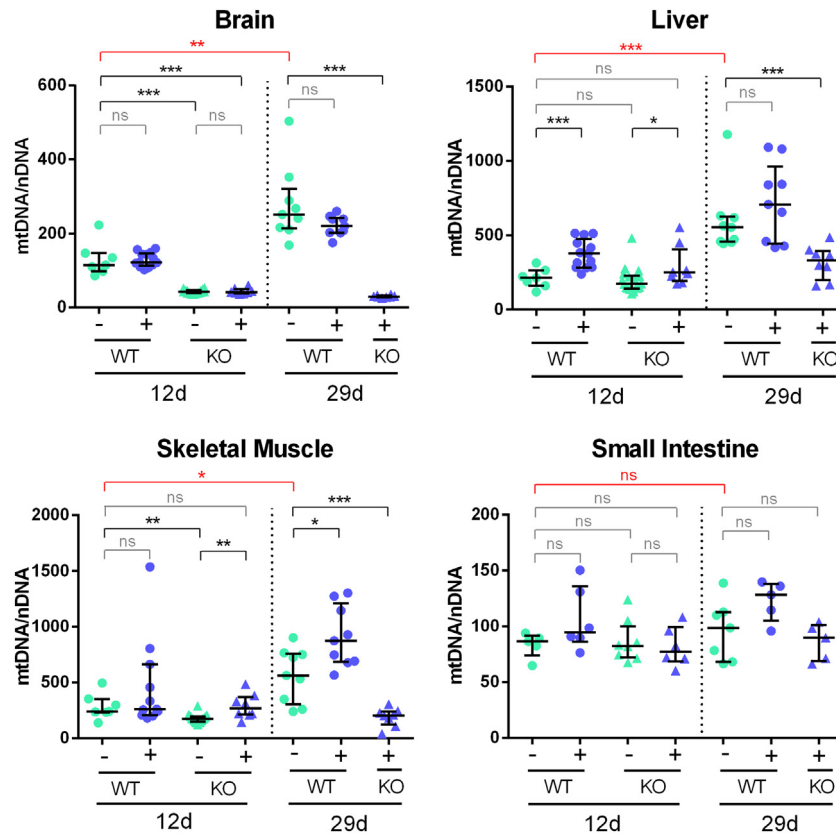 Brain
**
***
***
***
ns
ns
ns
600
400
200
0
mtDNA/nDNA
- + - + - + +
WT KO WT KO
12d 29d
Liver
***
ns
ns
***
***
*
ns
1500
1000
500
0
mtDNA/nDNA
- + - + - + +
WT KO WT KO
12d 29d
Skeletal Muscle
*
ns
**
***
ns
**
*
2000
1500
1000
500
0
mtDNA/nDNA
- + - + - + +
WT KO WT KO
12d 29d
Small Intestine
ns
ns
ns
ns
ns
ns
ns
200
150
100
50
0
mtDNA/nDNA
- + - + - + +
WT KO WT KO
12d 29d